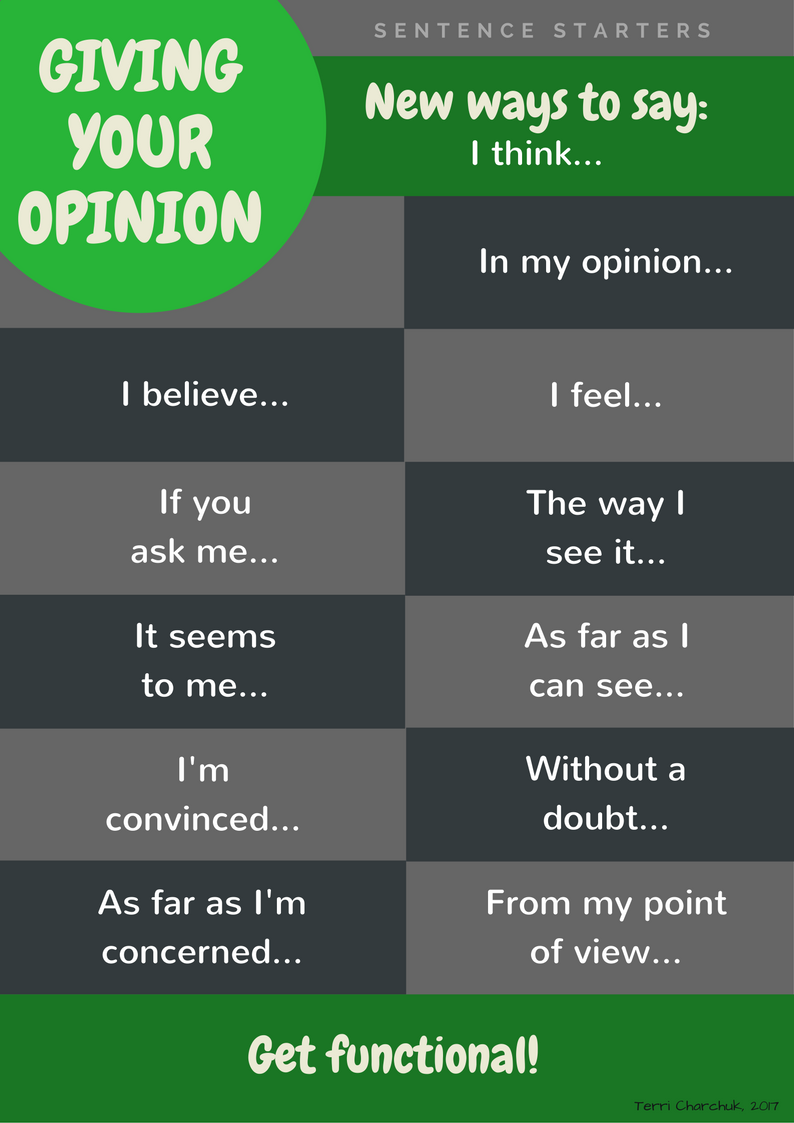 GIVING
YOUR
OPINION
SENTENCE STARTERS
New ways to say:
I think...
In my opinion...
I believe...
I feel...
If you
ask me...
The way I
see it...
It seems
to me...
As far as I
can see...
I'm
convinced...
Without a
doubt...
As far as I'm
concerned...
From my point
of view...
Get functional!
Terri Charchuk, 2017